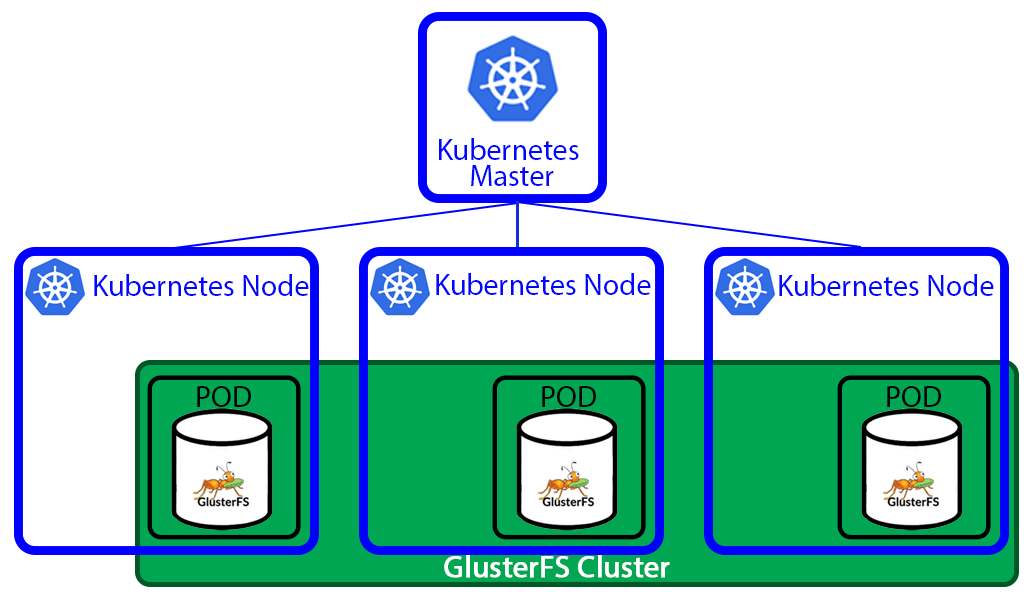 Kubernetes
Master
Kubernetes Node
Kubernetes Node
Kubernetes Node
POD
POD
POD
GlusterFS
GlusterFS
GlusterFS
GlusterFS Cluster